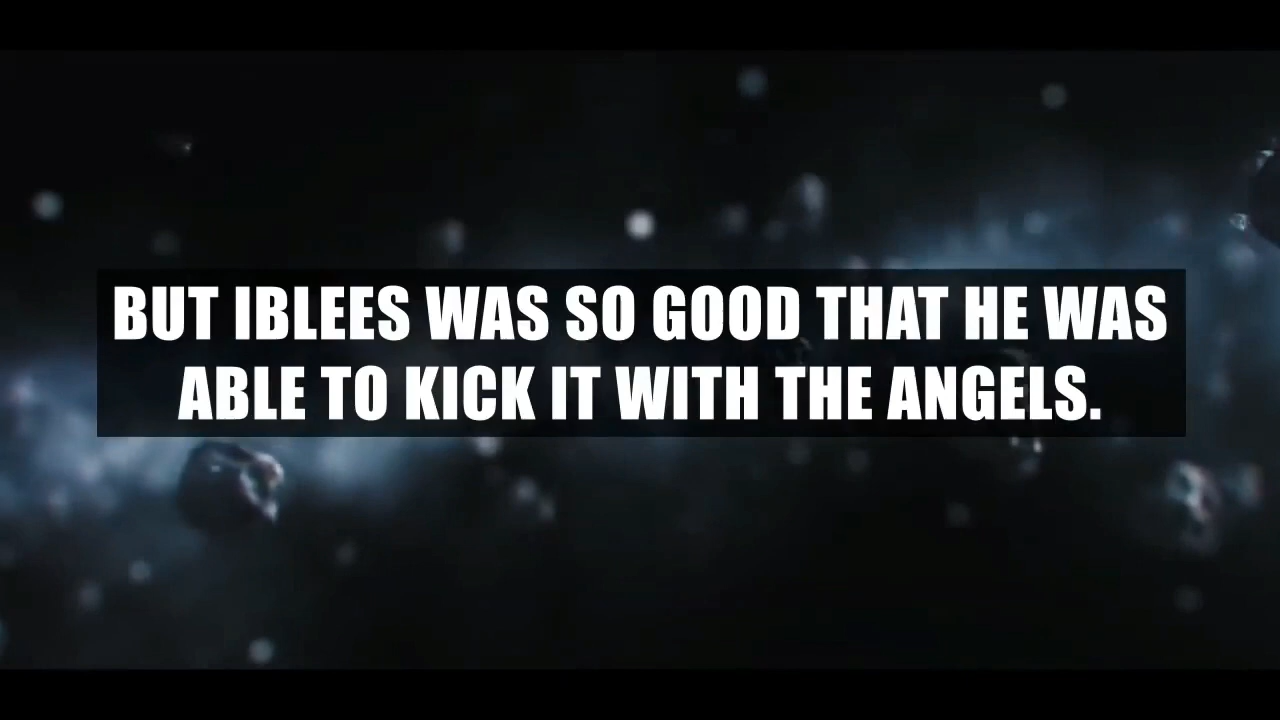 BUT IBLEES WAS SO GOOD THAT HE WAS
ABLE TO KICK IT WITH THE ANGELS.